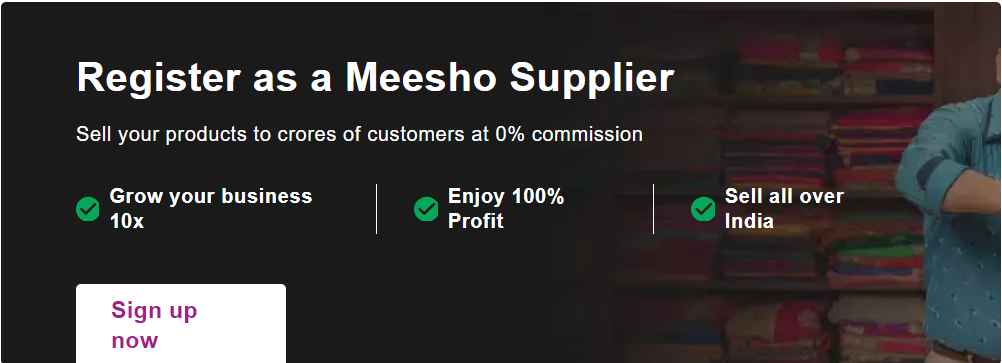 Register as a Meesho Supplier
Sell your products to crores of customers at 0% commission
Grow your business
10x
Enjoy 100%
Profit
Sell all over
India
Sign up
now